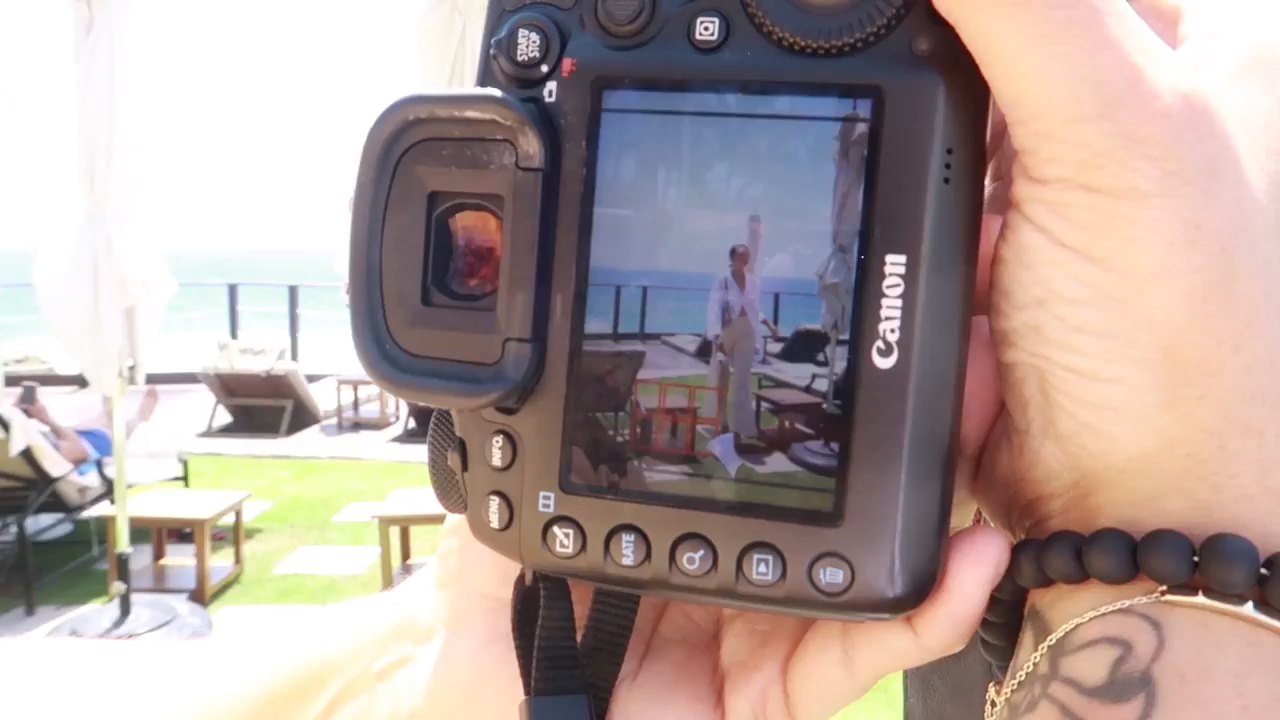 START/
STOP
Q
Canon
INFO.
MENU
RATE